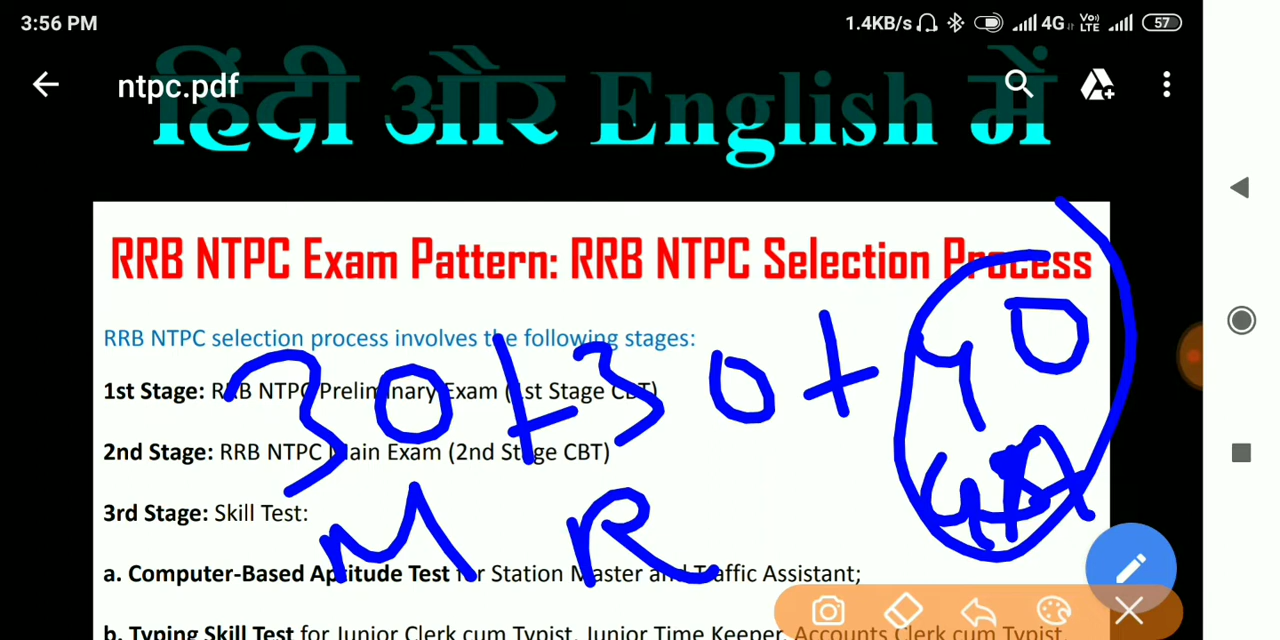 3:56 PM 1.4KB/s 4G Vo) LTE 57
ntpc.pdf
हिंदी और English में
RRB NTPC Exam Pattern: RRB NTPC Selection Process
RRB NTPC selection process involves the following stages:
1st Stage: RRB NTPC Preliminary Exam (1st Stage CBT)
30+30+40
2nd Stage: RRB NTPC Main Exam (2nd Stage CBT)
3rd Stage: Skill Test:
M R GA
a. Computer-Based Aptitude Test for Station Master and Traffic Assistant;
b. Typing Skill Test for Junior Clerk cum Typist, Junior Time Keeper, Accounts Clerk cum Typist,